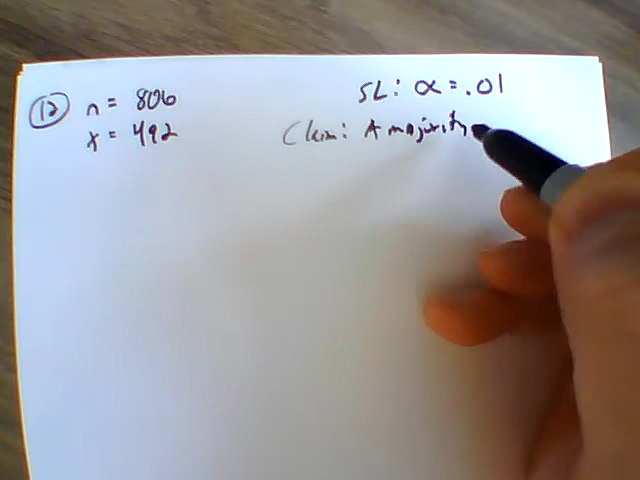 12 n = 806
x = 492
SL: α = .01
Claim: A majority